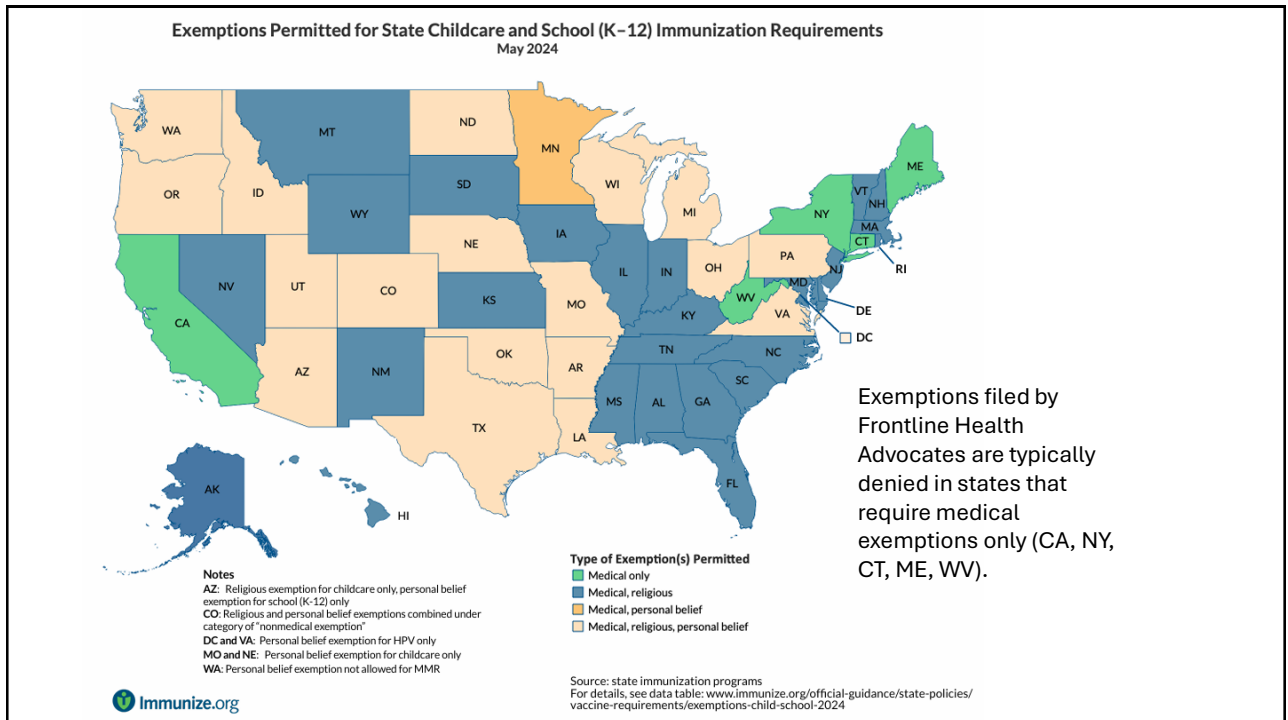 Exemptions Permitted for State Childcare and School (K–12) Immunization Requirements
May 2024
WA
MT
ND
MN
ME
OR
ID
SD
WI
VT
NH
WY
MI
NY
MA
CT
IA
NE
PA
RI
NV
UT
CO
IL
IN
OH
NJ
MD
CA
KS
MO
WV
VA
DE
KY
DC
AZ
NM
OK
AR
TN
NC
SC
TX
LA
MS
AL
GA
FL
AK
HI
Exemptions filed by
Frontline Health
Advocates are typically
denied in states that
require medical
exemptions only (CA, NY,
CT, ME, WV).
Notes
AZ: Religious exemption for childcare only, personal belief
exemption for school (K-12) only
CO: Religious and personal belief exemptions combined under
category of "nonmedical exemption"
DC and VA: Personal belief exemption for HPV only
MO and NE: Personal belief exemption for childcare only
WA: Personal belief exemption not allowed for MMR
Type of Exemption(s) Permitted
Medical only
Medical, religious
Medical, personal belief
Medical, religious, personal belief
Source: state immunization programs
For details, see data table: www.immunize.org/official-guidance/state-policies/
vaccine-requirements/exemptions-child-school-2024
Immunize.org